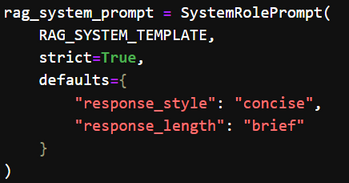 rag_system_prompt = SystemRolePrompt(
    RAG_SYSTEM_TEMPLATE,
    strict=True,
    defaults={
        "response_style": "concise",
        "response_length": "brief"
    }
)